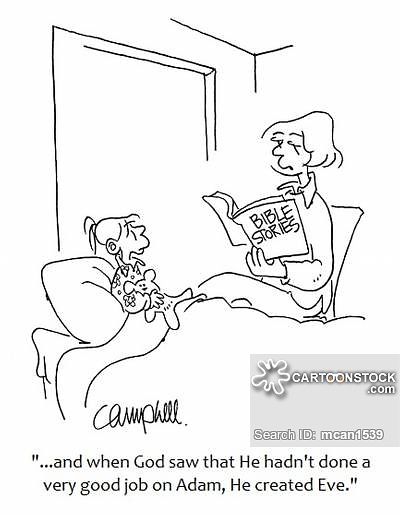 BIBLE
STORIES
CARTOONSTOCK
.com
Search ID: mcan1539
Campbell.
"...and when God saw that He hadn't done a
very good job on Adam, He created Eve."